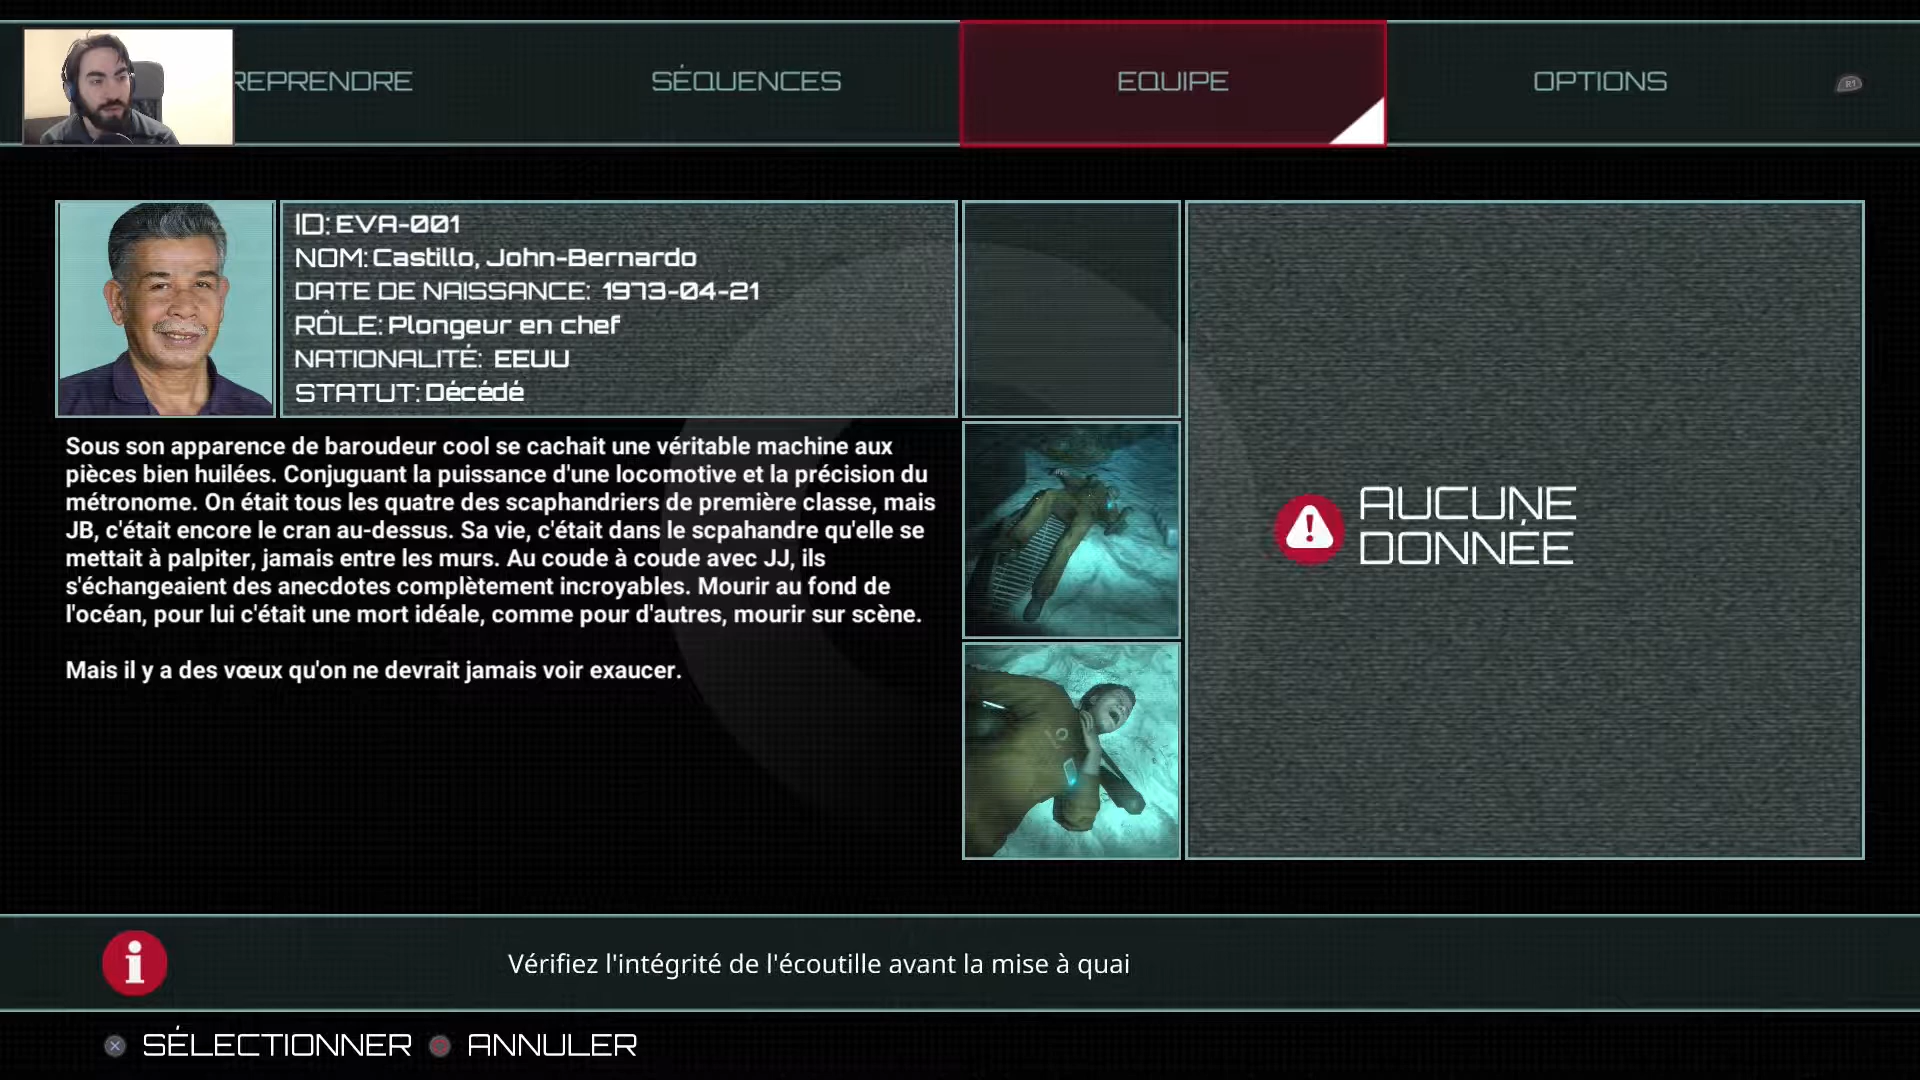 REPRENDRE
SÉQUENCES
EQUIPE
OPTIONS
R1
ID: EVA-001
NOM: Castillo, John-Bernardo
DATE DE NAISSANCE: 1973-04-21
RÔLE: Plongeur en chef
NATIONALITÉ: EEUU
STATUT: Décédé
Sous son apparence de baroudeur cool se cachait une véritable machine aux
pièces bien huilées. Conjuguant la puissance d'une locomotive et la précision du
métronome. On était tous les quatre des scaphandriers de première classe, mais
JB, c'était encore le cran au-dessus. Sa vie, c'était dans le scpahandre qu'elle se
mettait à palpiter, jamais entre les murs. Au coude à coude avec JJ, ils
s'échangeaient des anecdotes complètement incroyables. Mourir au fond de
l'océan, pour lui c'était une mort idéale, comme pour d'autres, mourir sur scène.
Mais il y a des vœux qu'on ne devrait jamais voir exaucer.
AUCUNE
DONNÉE
Vérifiez l'intégrité de l'écoutille avant la mise à quai
SÉLECTIONNER
ANNULER